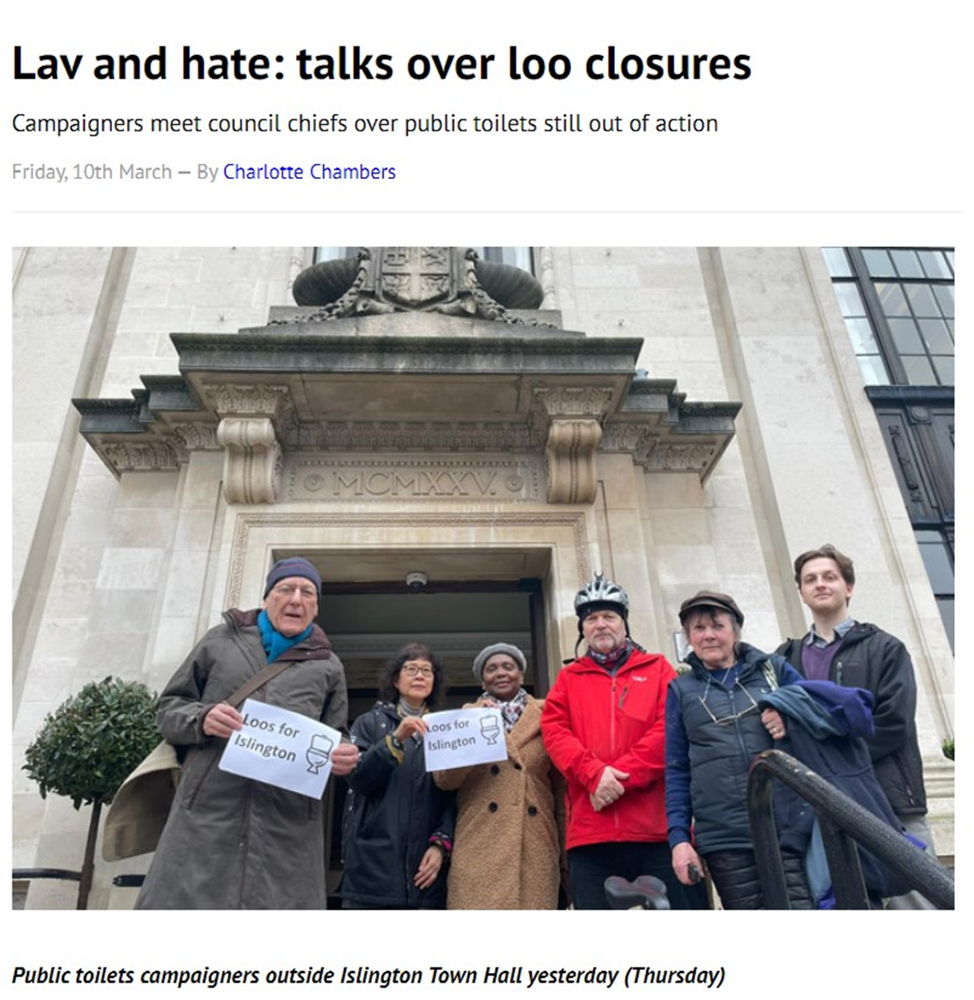 Lav and hate: talks over loo closures
Campaigners meet council chiefs over public toilets still out of action
Friday, 10th March — By Charlotte Chambers
MCMXXV.
Loos for
Islington
Loos for
Islington
Public toilets campaigners outside Islington Town Hall yesterday (Thursday)